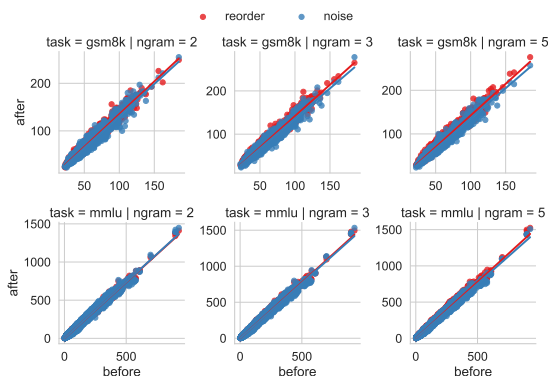 reorder noise
task = gsm8k | ngram = 2 task = gsm8k | ngram = 3 task = gsm8k | ngram = 5
200 200 200
after
100 100 100
50 100 150 50 100 150 50 100 150
task = mmlu | ngram = 2 task = mmlu | ngram = 3 task = mmlu | ngram = 5
1500 1500 1500
1000 1000 1000
after
500 500 500
0 0 0
0 500 0 500 0 500
before before before